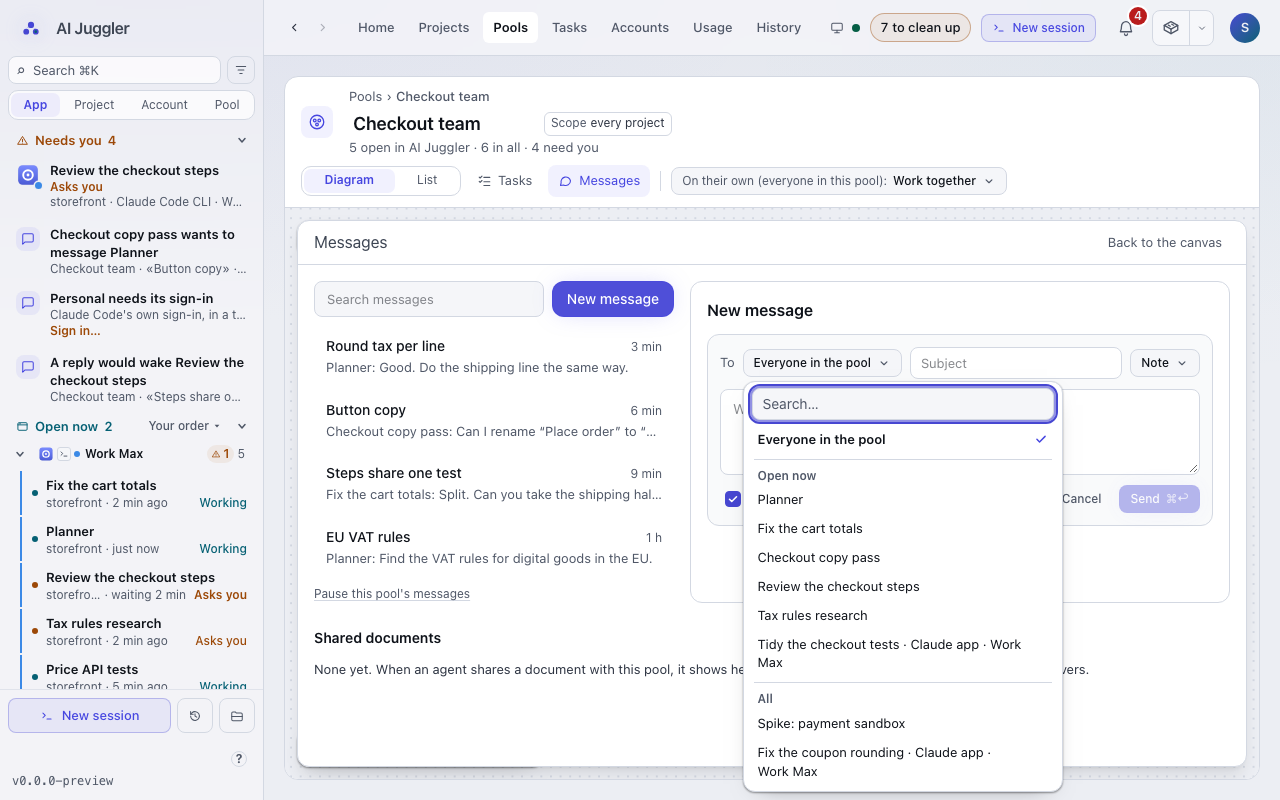 AI Juggler
Search ⌘K
App Project Account Pool
Needs you 4
Review the checkout steps
Asks you
storefront · Claude Code CLI · W…
Checkout copy pass wants to
message Planner
Checkout team · «Button copy» ·…
Personal needs its sign-in
Claude Code's own sign-in, in a t…
Sign in…
A reply would wake Review the
checkout steps
Checkout team · «Steps share o…
Open now 2 Your order
Work Max 1 5
Fix the cart totals
storefront · 2 min ago Working
Planner
storefront · just now Working
Review the checkout steps
storefro… · waiting 2 min Asks you
Tax rules research
storefront · 2 min ago Asks you
Price API tests
storefront · 5 min ago Working
New session
?
v0.0.0-preview
Home Projects Pools Tasks Accounts Usage History
7 to clean up
New session
4
S
Pools › Checkout team
Checkout team
Scope every project
5 open in AI Juggler · 6 in all · 4 need you
Diagram List Tasks Messages
On their own (everyone in this pool): Work together
Messages
Back to the canvas
Search messages
New message
Round tax per line 3 min
Planner: Good. Do the shipping line the same way.
Button copy 6 min
Checkout copy pass: Can I rename “Place order” to “…
Steps share one test 9 min
Fix the cart totals: Split. Can you take the shipping hal…
EU VAT rules 1 h
Planner: Find the VAT rules for digital goods in the EU.
Pause this pool's messages
Shared documents
None yet. When an agent shares a document with this pool, it shows he
vers.
New message
To Everyone in the pool Subject Note
W
Cancel Send ⌘⏎
Search…
Everyone in the pool
Open now
Planner
Fix the cart totals
Checkout copy pass
Review the checkout steps
Tax rules research
Tidy the checkout tests · Claude app · Work
Max
All
Spike: payment sandbox
Fix the coupon rounding · Claude app ·
Work Max